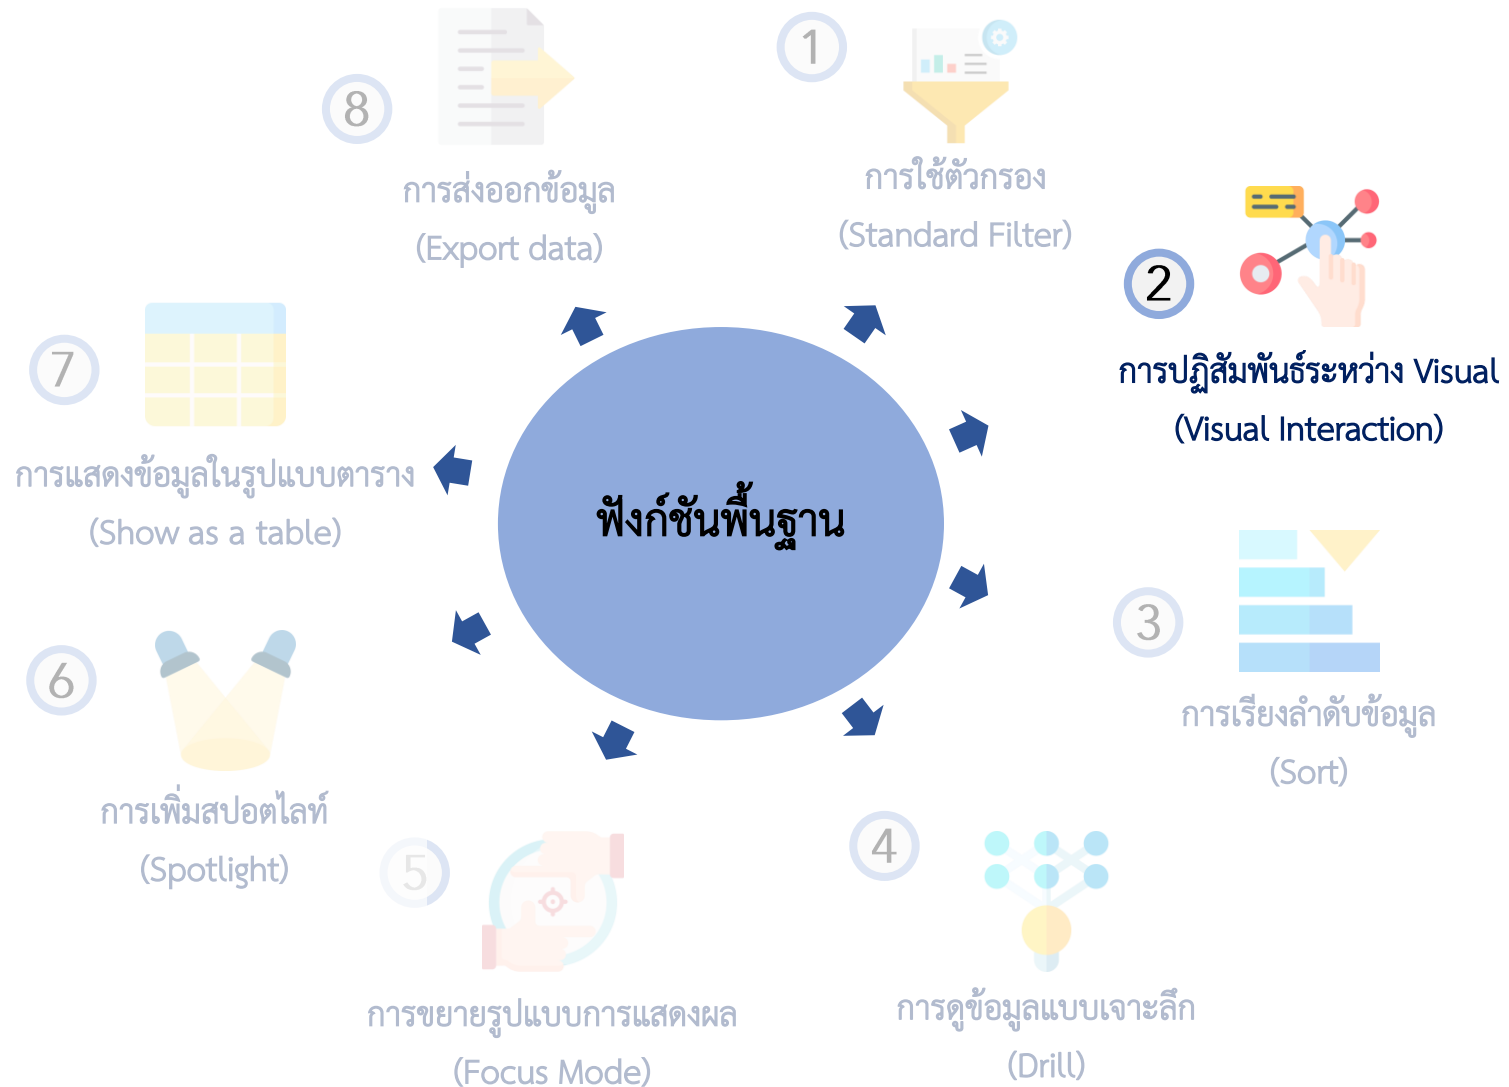 1
การใช้ตัวกรอง
(Standard Filter)
2
การปฏิสัมพันธ์ระหว่าง Visual
(Visual Interaction)
3
การเรียงลำดับข้อมูล
(Sort)
4
การดูข้อมูลแบบเจาะลึก
(Drill)
5
การขยายรูปแบบการแสดงผล
(Focus Mode)
6
การเพิ่มสปอตไลท์
(Spotlight)
7
การแสดงข้อมูลในรูปแบบตาราง
(Show as a table)
8
การส่งออกข้อมูล
(Export data)
ฟังก์ชันพื้นฐาน